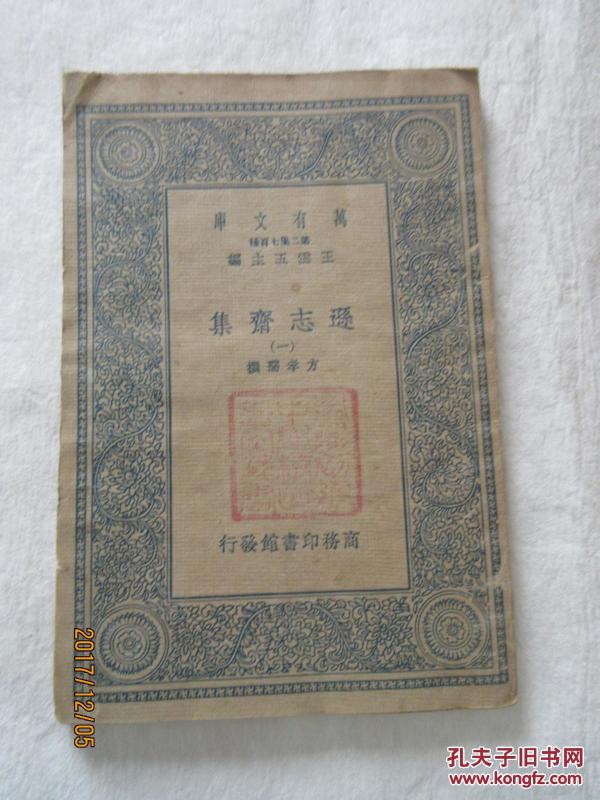 萬有文庫
第二集七百種
王雲五主編
遜志齋集
（一）
方孝孺撰
商務印書館發行
2017/12/05
孔夫子旧书网
www.kongfz.com